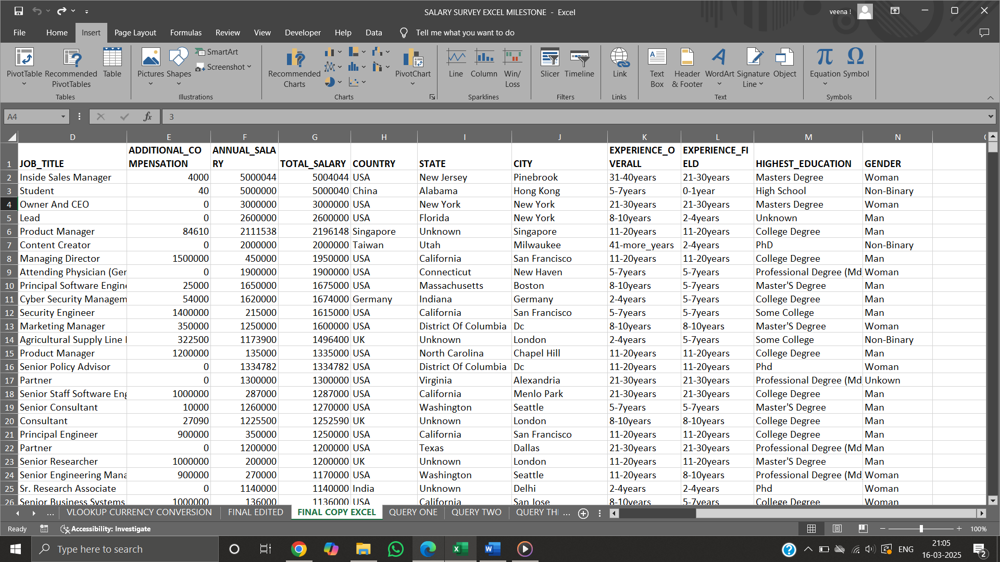 SALARY SURVEY EXCEL MILESTONE - Excel
veena !
File Home Insert Page Layout Formulas Review View Developer Help Data Tell me what you want to do
PivotTable
Recommended PivotTables
Table
Tables
Pictures
Shapes
SmartArt
Screenshot
Illustrations
Recommended Charts
PivotChart
Charts
Line
Column
Win/ Loss
Sparklines
Slicer
Timeline
Filters
Link
Links
Text Box
Header & Footer
WordArt
Signature Line
Object
Text
Equation
Symbol
Symbols
A4 fx 3
D E F G H I J K L M N
1 JOB_TITLE ADDITIONAL_COMPENSATION ANNUAL_SALARY TOTAL_SALARY COUNTRY STATE CITY EXPERIENCE_OVERALL EXPERIENCE_FIELD HIGHEST_EDUCATION GENDER
2 Inside Sales Manager 4000 5000044 5004044 USA New Jersey Pinebrook 31-40years 21-30years Masters Degree Woman
3 Student 40 5000000 5000040 China Alabama Hong Kong 5-7years 0-1year High School Non-Binary
4 Owner And CEO 0 3000000 3000000 USA New York New York 21-30years 21-30years Masters Degree Woman
5 Lead 0 2600000 2600000 USA Florida New York 8-10years 2-4years Unknown Man
6 Product Manager 84610 2111538 2196148 Singapore Unknown Singapore 11-20years 11-20years College Degree Man
7 Content Creator 0 2000000 2000000 Taiwan Utah Milwaukee 41-more_years 2-4years PhD Non-Binary
8 Managing Director 1500000 450000 1950000 USA California San Francisco 11-20years 11-20years College Degree Man
9 Attending Physician (Ger 0 1900000 1900000 USA Connecticut New Haven 5-7years 5-7years Professional Degree (Md Woman
10 Principal Software Engine 25000 1650000 1675000 USA Massachusetts Boston 8-10years 5-7years Master'S Degree Man
11 Cyber Security Managem 54000 1620000 1674000 Germany Indiana Germany 2-4years 5-7years College Degree Man
12 Security Engineer 1400000 215000 1615000 USA California San Francisco 5-7years 5-7years Some College Man
13 Marketing Manager 350000 1250000 1600000 USA District Of Columbia Dc 8-10years 8-10years Master'S Degree Woman
14 Agricultural Supply Line 322500 1173900 1496400 UK Unknown London 2-4years 5-7years Some College Non-Binary
15 Product Manager 1200000 135000 1335000 USA North Carolina Chapel Hill 11-20years 11-20years College Degree Man
16 Senior Policy Advisor 0 1334782 1334782 USA District Of Columbia Dc 11-20years 11-20years Phd Woman
17 Partner 0 1300000 1300000 USA Virginia Alexandria 21-30years 21-30years Professional Degree (Md Unkown
18 Senior Staff Software Eng 1000000 287000 1287000 USA California Menlo Park 21-30years 21-30years College Degree Man
19 Senior Consultant 10000 1260000 1270000 USA Washington Seattle 5-7years 5-7years Master'S Degree Man
20 Consultant 27090 1225500 1252590 UK Unknown London 8-10years 8-10years College Degree Man
21 Principal Engineer 900000 350000 1250000 USA California San Francisco 11-20years 11-20years College Degree Man
22 Partner 0 1200000 1200000 USA Texas Dallas 21-30years 21-30years Professional Degree (Md Man
23 Senior Researcher 1000000 200000 1200000 UK Unknown London 11-20years 11-20years Master'S Degree Man
24 Senior Engineering Mana 900000 270000 1170000 USA Washington Seattle 11-20years 8-10years Professional Degree (Md Woman
25 Sr. Research Associate 0 1140000 1140000 India Unknown Delhi 2-4years 2-4years Phd Woman
26 Senior Business Systems 1000000 136000 1136000 USA California San Jose 8-10years 5-7years College Degree Woman
... VLOOKUP CURRENCY CONVERSION FINAL EDITED FINAL COPY EXCEL QUERY ONE QUERY TWO QUERY THI ...
Ready Accessibility: Investigate 100%
Type here to search
ENG
21:05
16-03-2025
2